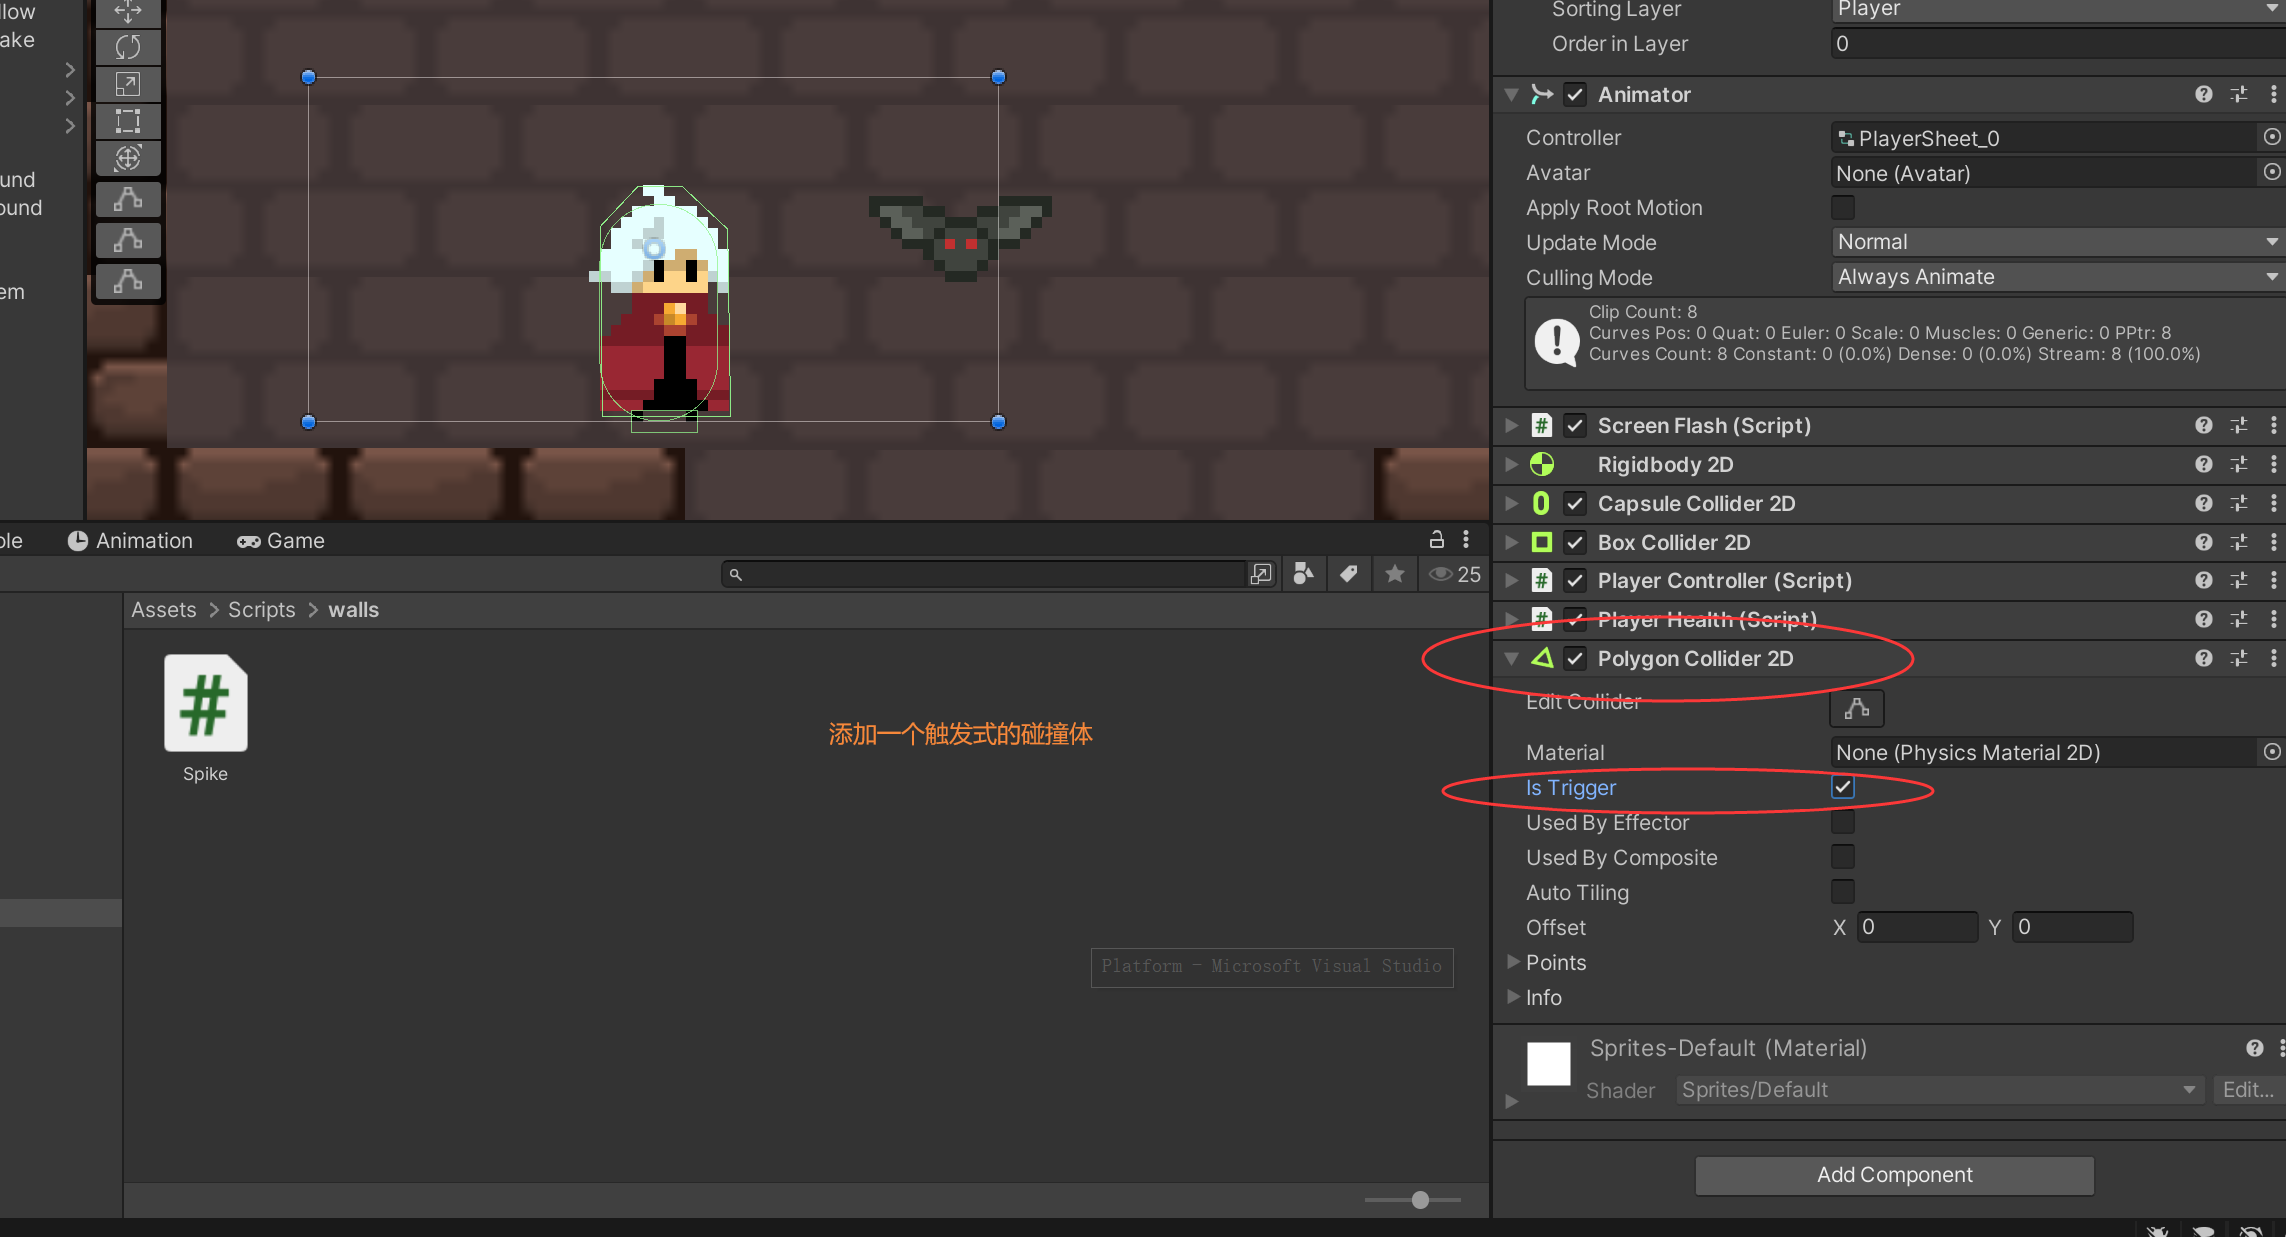 llow
ake
und
ound
em
ole
Animation
Game
25
Assets > Scripts > walls
Spike
添加一个触发式的碰撞体
Platform - Microsoft Visual Studio
Sorting Layer
Player
Order in Layer
0
Animator
Controller
PlayerSheet_0
Avatar
None (Avatar)
Apply Root Motion
Update Mode
Normal
Culling Mode
Always Animate
Clip Count: 8
Curves Pos: 0 Quat: 0 Euler: 0 Scale: 0 Muscles: 0 Generic: 0 PPtr: 8
Curves Count: 8 Constant: 0 (0.0%) Dense: 0 (0.0%) Stream: 8 (100.0%)
Screen Flash (Script)
Rigidbody 2D
Capsule Collider 2D
Box Collider 2D
Player Controller (Script)
Player Health (Script)
Polygon Collider 2D
Edit Collider
Material
None (Physics Material 2D)
Is Trigger
Used By Effector
Used By Composite
Auto Tiling
Offset
X 0 Y 0
Points
Info
Sprites-Default (Material)
Shader
Sprites/Default
Edit...
Add Component